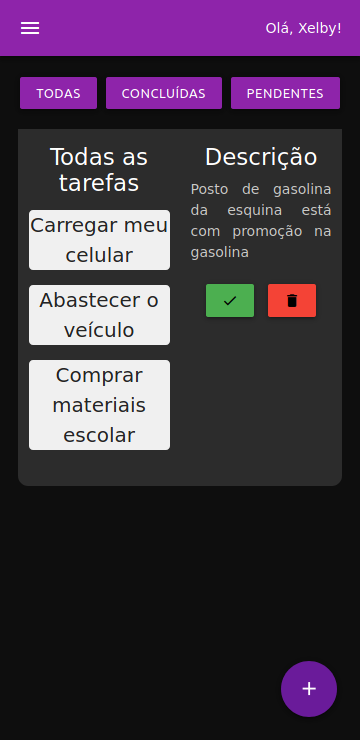 Olá, Xelby!
TODAS
CONCLUÍDAS
PENDENTES
Todas as
tarefas
Carregar meu
celular
Abastecer o
veículo
Comprar
materiais
escolar
Descrição
Posto de gasolina
da esquina está
com promoção na
gasolina
+